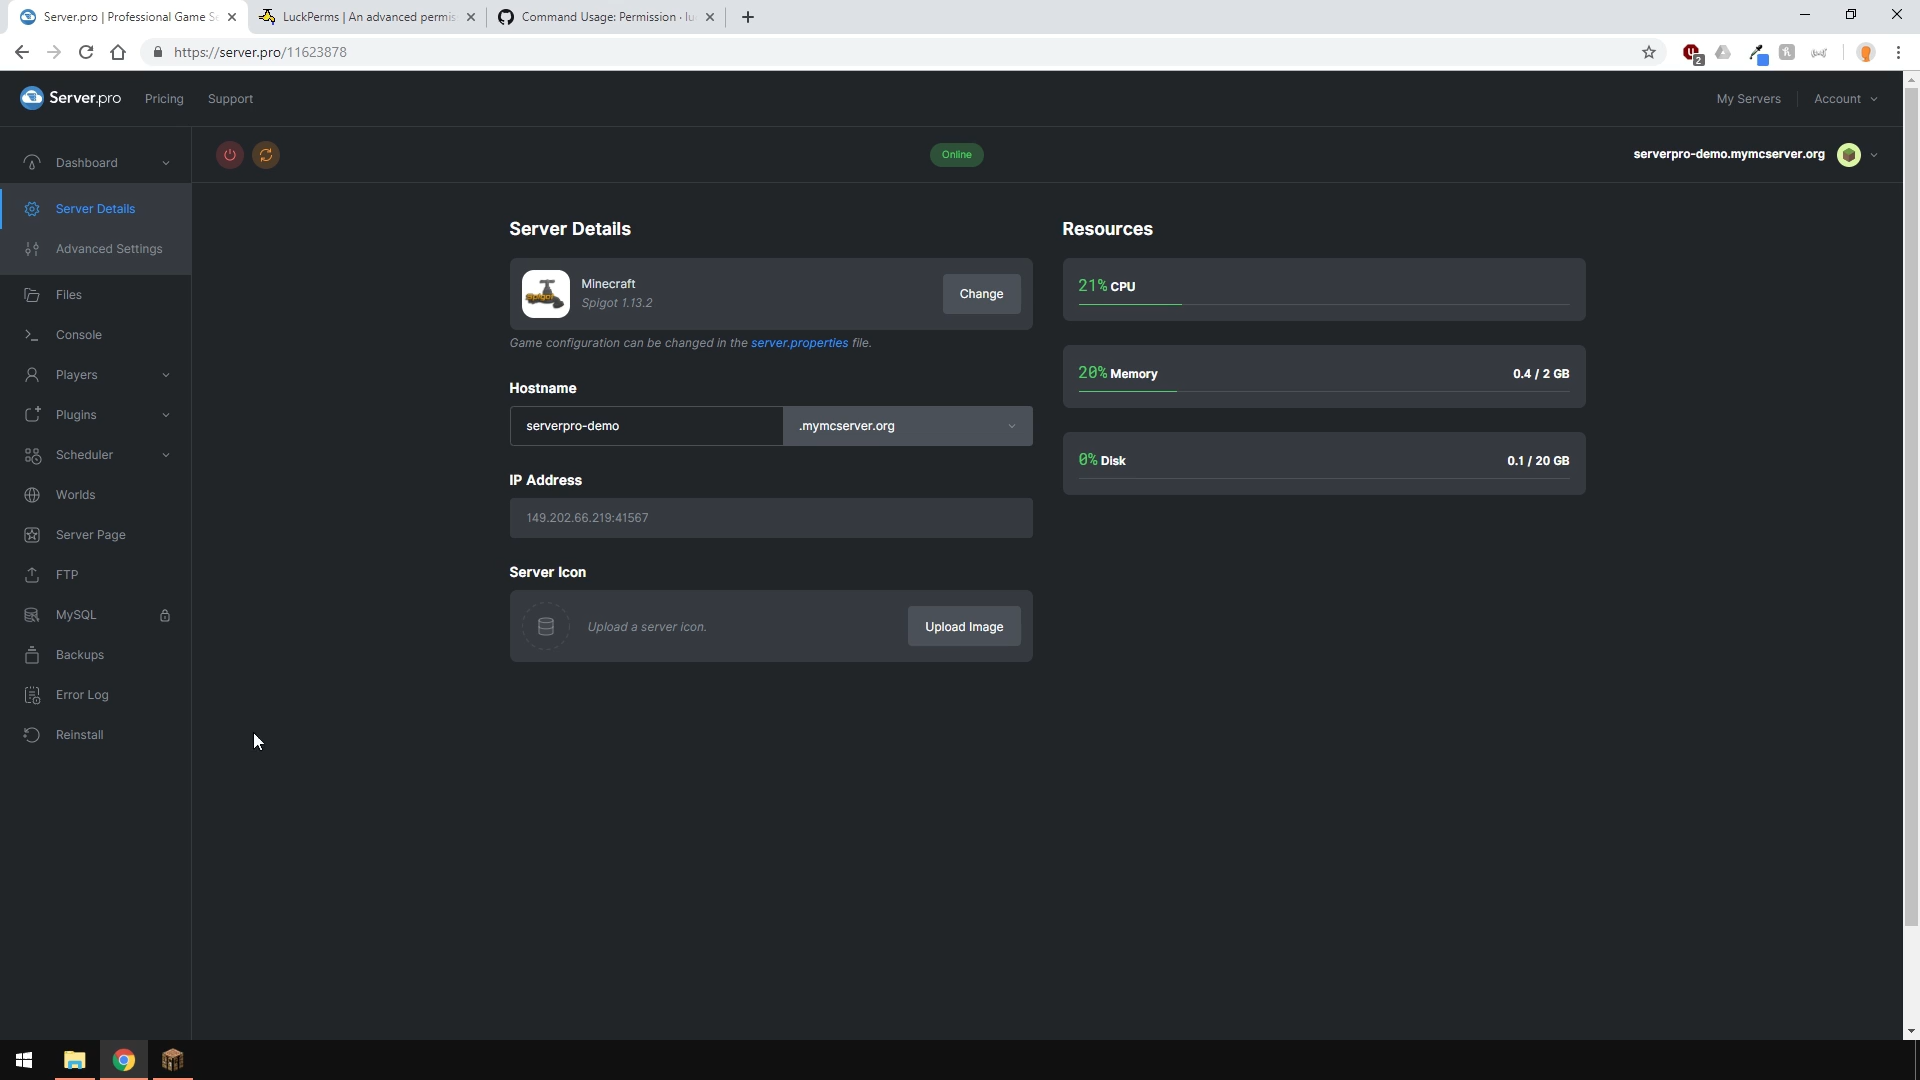 Server.pro | Professional Game S
LuckPerms | An advanced permis
Command Usage: Permission · lu
https://server.pro/11623878
2
Server.pro
Pricing
Support
My Servers
Account
Online
serverpro-demo.mymcserver.org
Dashboard
Server Details
Advanced Settings
Files
Console
Players
Plugins
Scheduler
Worlds
Server Page
FTP
MySQL
Backups
Error Log
Reinstall
Server Details
Spigot
Minecraft
Spigot 1.13.2
Change
Game configuration can be changed in the server.properties file.
Hostname
serverpro-demo
.mymcserver.org
IP Address
149.202.66.219:41567
Server Icon
Upload a server icon.
Upload Image
Resources
21% CPU
20% Memory
0.4 / 2 GB
0% Disk
0.1 / 20 GB